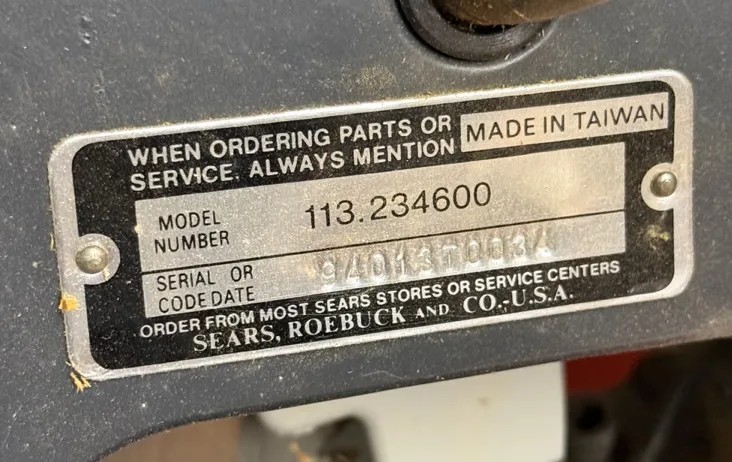 WHEN ORDERING PARTS OR
SERVICE. ALWAYS MENTION
MADE IN TAIWAN
MODEL
NUMBER
113.234600
SERIAL OR
CODE DATE
ORDER FROM MOST SEARS STORES OR SERVICE CENTERS
SEARS, ROEBUCK AND CO.-U.S.A.